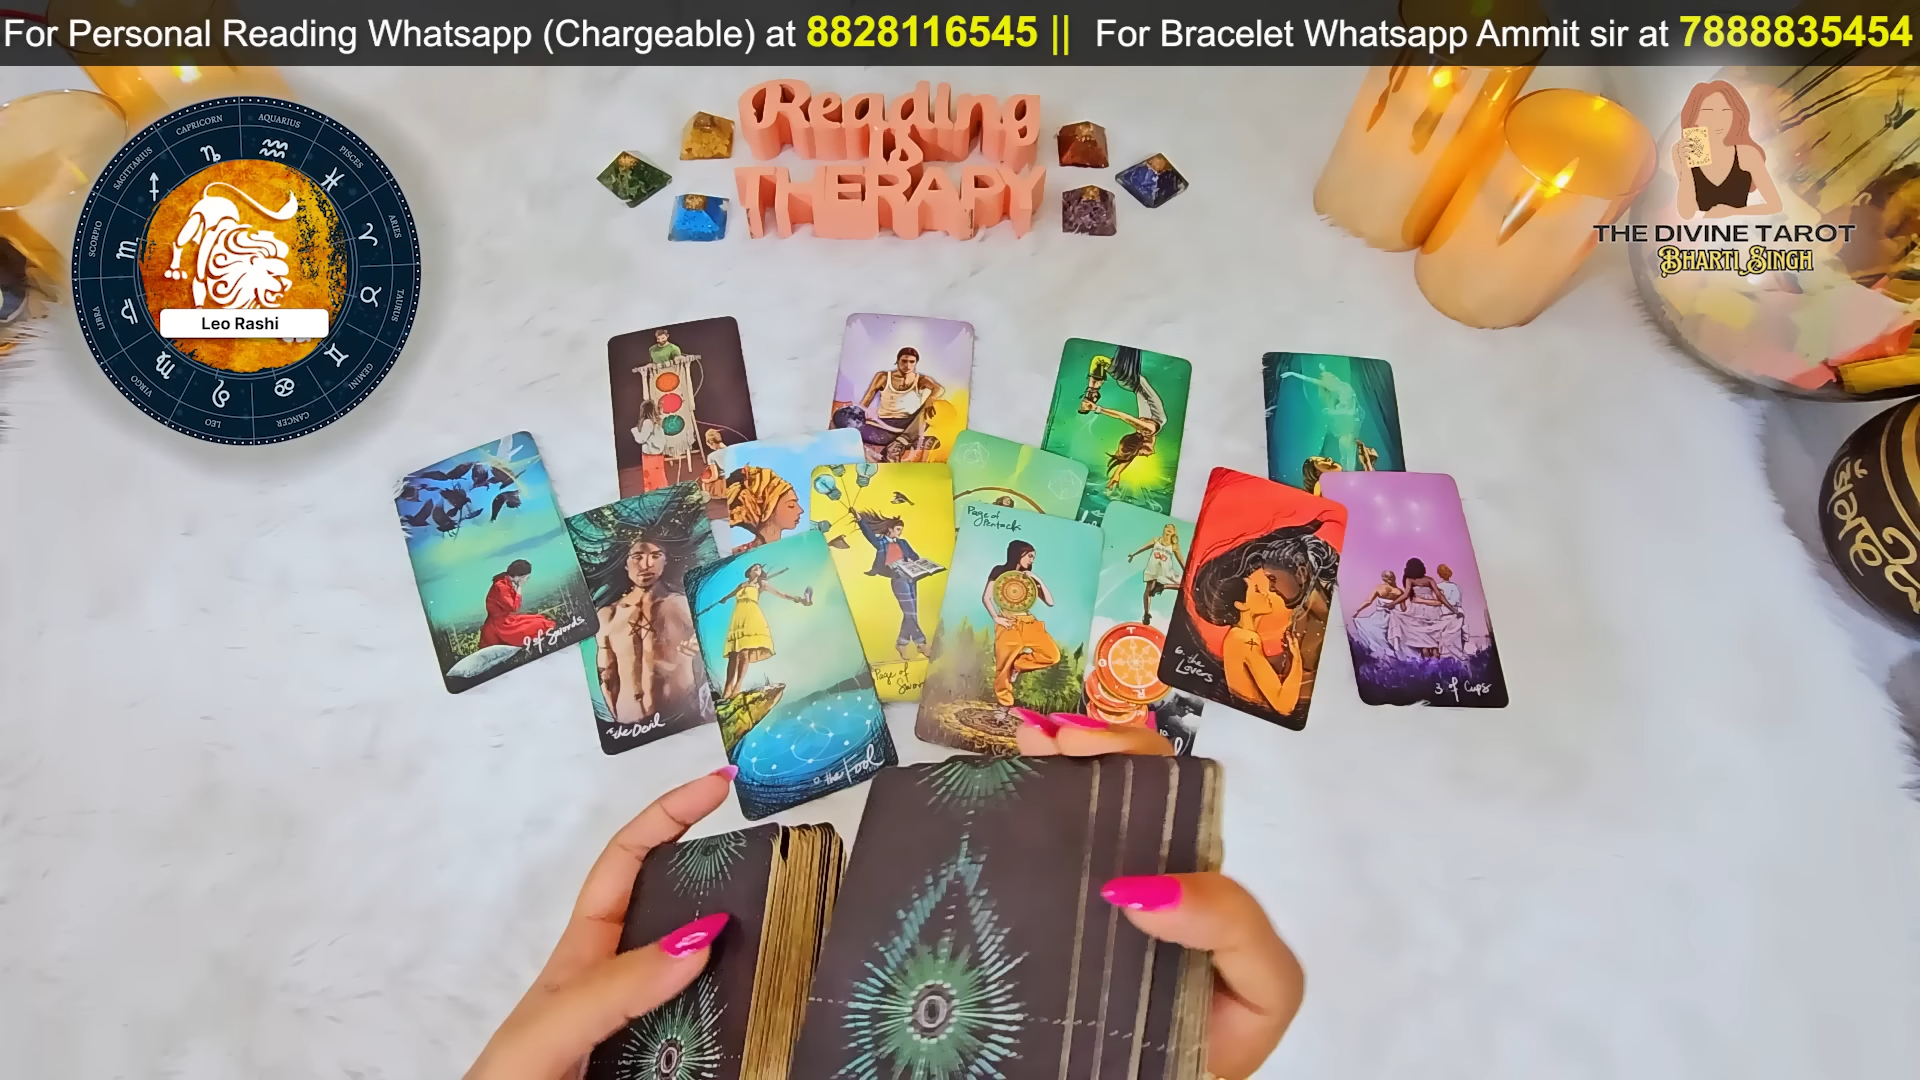 For Personal Reading Whatsapp (Chargeable) at 8828116545 || For Bracelet Whatsapp Ammit sir at 7888835454
Reading
is
THERAPY
CAPRICORN
AQUARIUS
PISCES
ARIES
TAURUS
GEMINI
CANCER
LEO
VIRGO
LIBRA
SCORPIO
SAGITTARIUS
Leo Rashi
THE DIVINE TAROT
BHARTI SINGH
9 of Swords
the Devil
0 the Fool
Page of
Page of
Pentacls
6. the
Lovers
3 of Cups